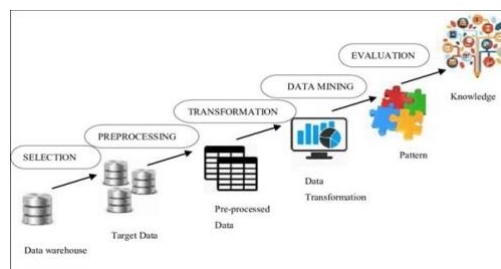 EVALUATION
Knowledge
DATA MINING
Pattern
TRANSFORMATION
Data
Transformation
PREPROCESSING
Pre-processed
Data
SELECTION
Target Data
Data warehouse